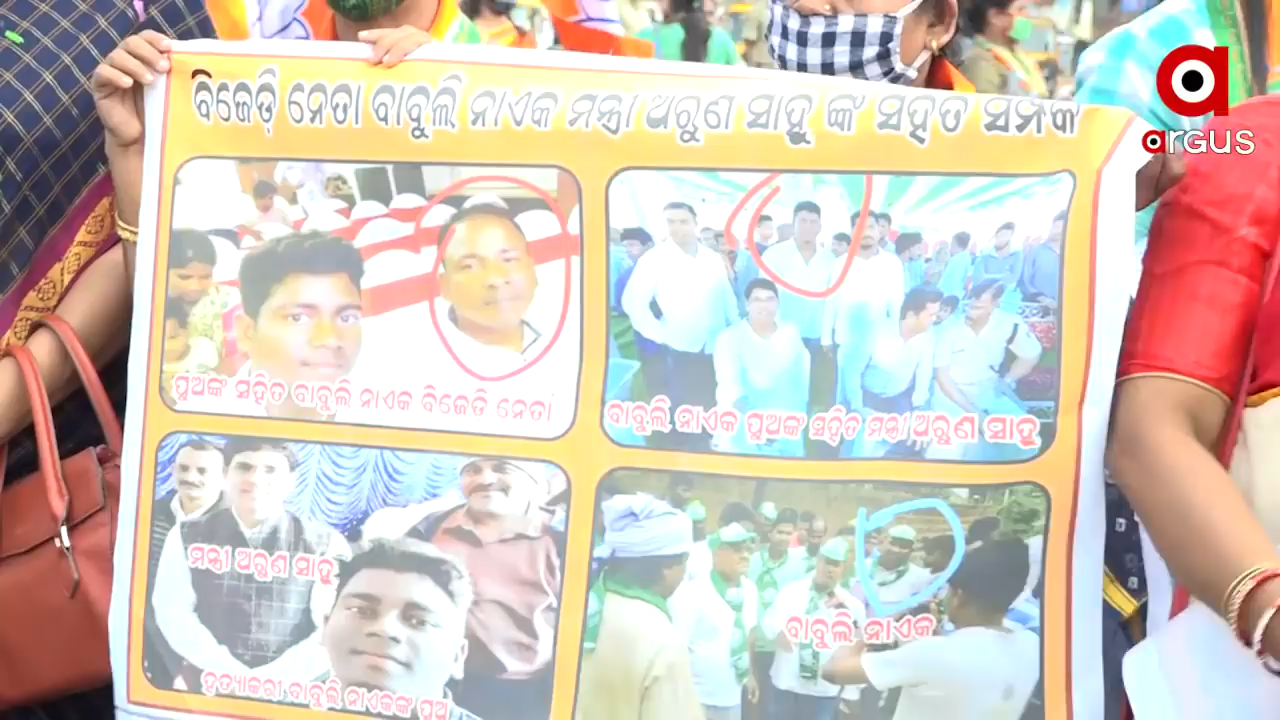 ବିଜେଡି ନେତା ବାବୁଲି ନାଏକ ମନ୍ତ୍ରୀ ଅରୁଣ ସାହୁ ଙ୍କ ସହିତ ସମ୍ପର୍କ
argus
ପୁଅଙ୍କ ସହିତ ବାବୁଲି ନାଏକ ବିଜେଡି ନେତା
ବାବୁଲି ନାଏକ ପୁଅଙ୍କ ସହିତ ମନ୍ତ୍ରୀ ଅରୁଣ ସାହୁ
ମନ୍ତ୍ରୀ ଅରୁଣ ସାହୁ
ହତ୍ୟାକାରୀ ବାବୁଲି ନାଏକଙ୍କ ପୁଅ
ବାବୁଲି ନାଏକ